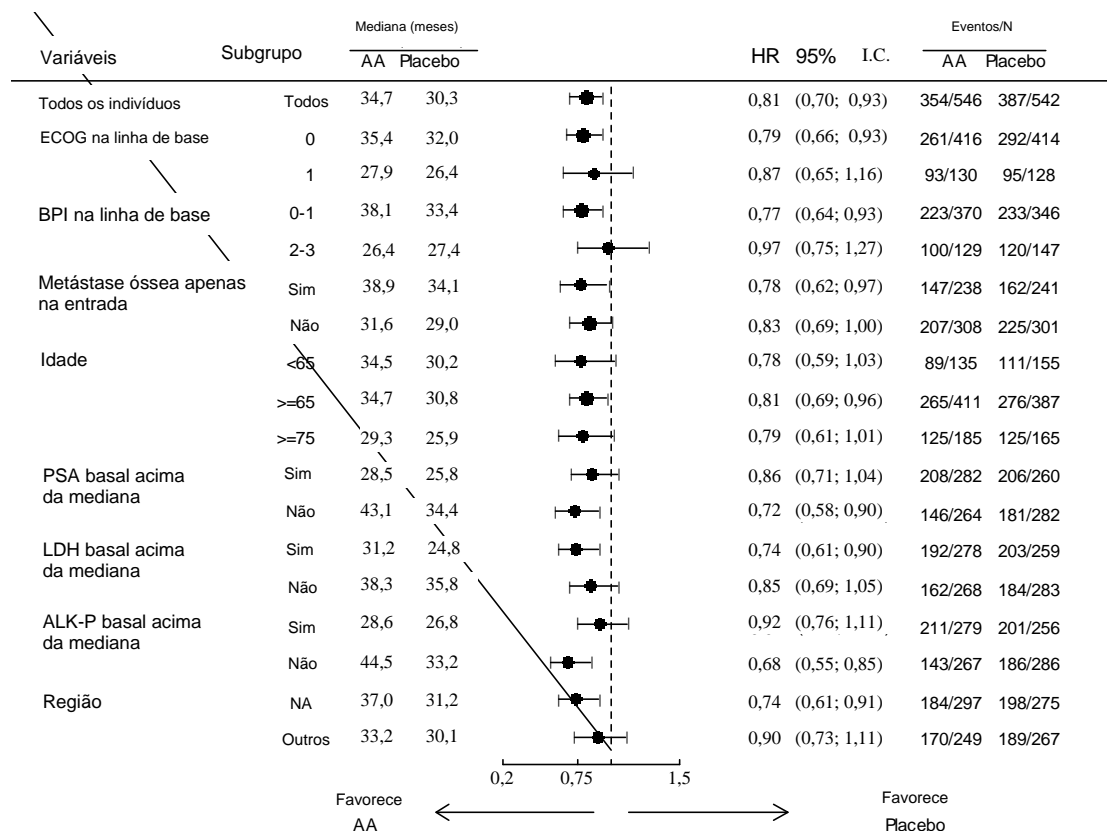 Mediana (meses) Eventos/N
Variáveis Subgrupo AA Placebo HR 95% I.C. AA Placebo
Todos os indivíduos Todos 34,7 30,3 0,81 (0,70; 0,93) 354/546 387/542
ECOG na linha de base 0 35,4 32,0 0,79 (0,66; 0,93) 261/416 292/414
1 27,9 26,4 0,87 (0,65; 1,16) 93/130 95/128
BPI na linha de base 0-1 38,1 33,4 0,77 (0,64; 0,93) 223/370 233/346
2-3 26,4 27,4 0,97 (0,75; 1,27) 100/129 120/147
Metástase óssea apenas
na entrada Sim 38,9 34,1 0,78 (0,62; 0,97) 147/238 162/241
Não 31,6 29,0 0,83 (0,69; 1,00) 207/308 225/301
Idade <65 34,5 30,2 0,78 (0,59; 1,03) 89/135 111/155
>=65 34,7 30,8 0,81 (0,69; 0,96) 265/411 276/387
>=75 29,3 25,9 0,79 (0,61; 1,01) 125/185 125/165
PSA basal acima Sim 28,5 25,8 0,86 (0,71; 1,04) 208/282 206/260
da mediana
Não 43,1 34,4 0,72 (0,58; 0,90) 146/264 181/282
LDH basal acima Sim 31,2 24,8 0,74 (0,61; 0,90) 192/278 203/259
da mediana
Não 38,3 35,8 0,85 (0,69; 1,05) 162/268 184/283
ALK-P basal acima Sim 28,6 26,8 0,92 (0,76; 1,11) 211/279 201/256
da mediana
Não 44,5 33,2 0,68 (0,55; 0,85) 143/267 186/286
Região NA 37,0 31,2 0,74 (0,61; 0,91) 184/297 198/275
Outros 33,2 30,1 0,90 (0,73; 1,11) 170/249 189/267
0,2 0,75 1,5
Favorece Favorece
AA Placebo